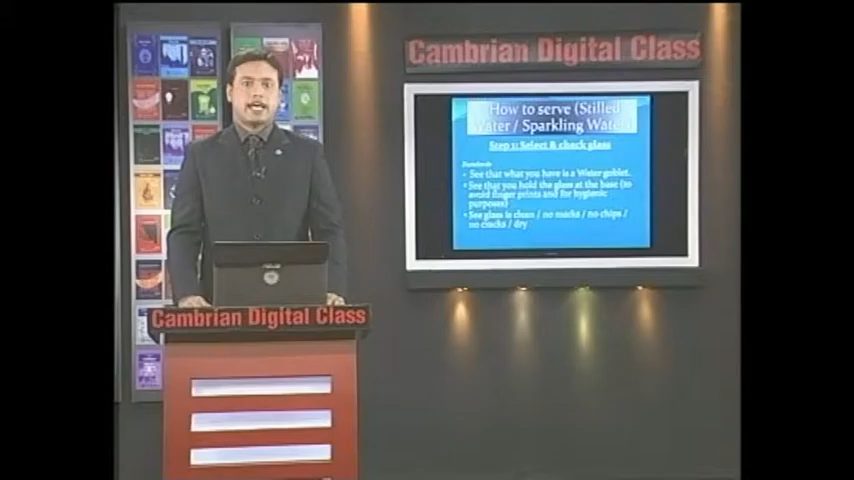 Cambrian Digital Class
How to serve (Stilled
Water / Sparkling Water)
Step 1: Select & check glass
Standards
- See that what you have is a Water goblet.
• See that you hold the glass at the base (to
avoid finger prints and for hygienic
purposes)
• See glass is clean / no marks / no chips /
no cracks / dry
Cambrian Digital Class